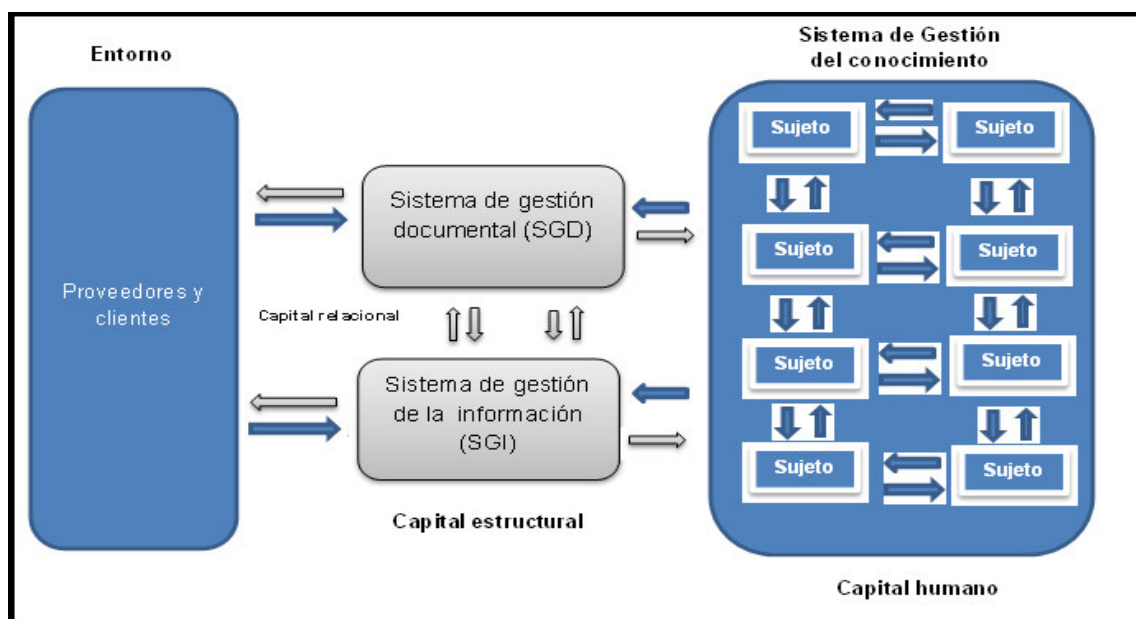 Entorno
Proveedores y
clientes
Sistema de gestión
documental (SGD)
Capital relacional
Sistema de gestión
de la información
(SGI)
Capital estructural
Sistema de Gestión
del conocimiento
Sujeto
Sujeto
Sujeto
Sujeto
Sujeto
Sujeto
Sujeto
Sujeto
Capital humano